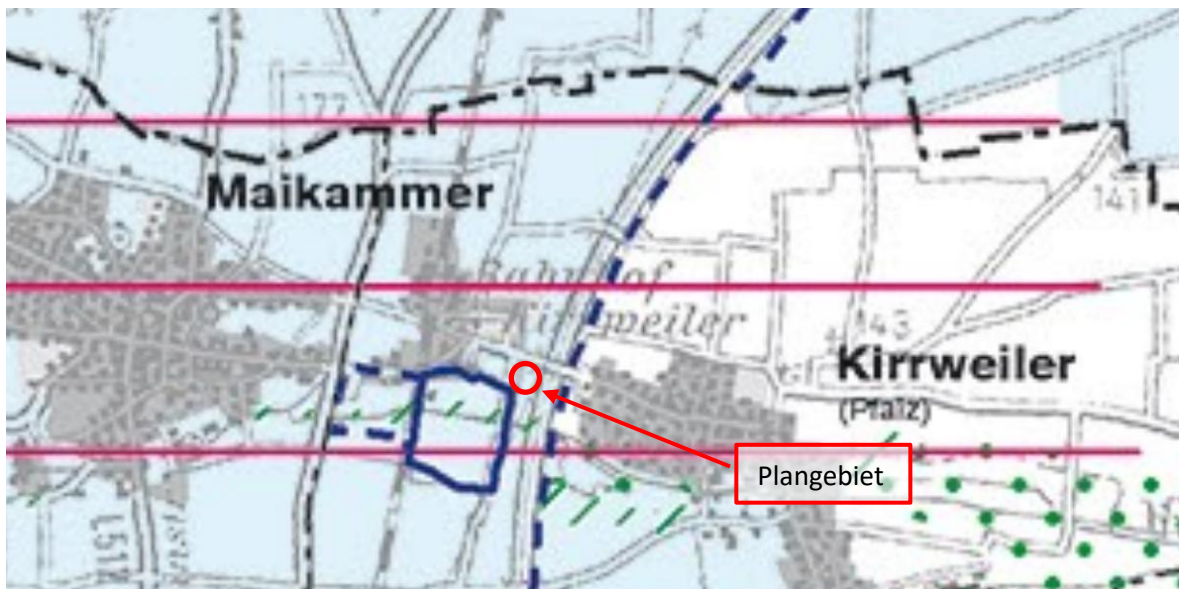 177
Maikammer
141
Bahnhof
Kirrweiler
143
Kirrweiler
(Pfalz)
Plangebiet